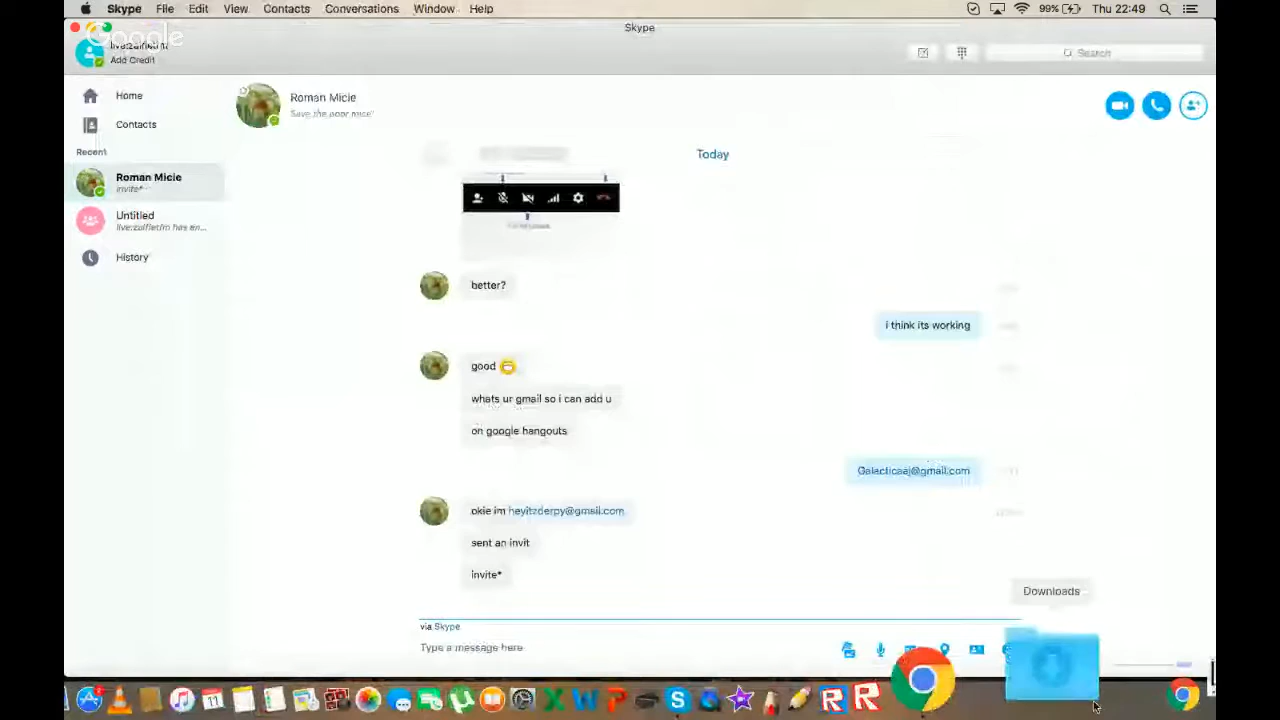 Skype File Edit View Contacts Conversations Window Help 99% Thu 22:49
Google
Skype
Add Credit
Search
Home
Contacts
Recent
Roman Micie
invite*
Untitled
History
Roman Micie
Save the poor mice
Today
better?
i think its working
good
whats ur gmail so i can add u
on google hangouts
Galacticaaj@gmail.com
okie im heyitzderpy@gmail.com
sent an invit
invite*
Downloads
via Skype
Type a message here